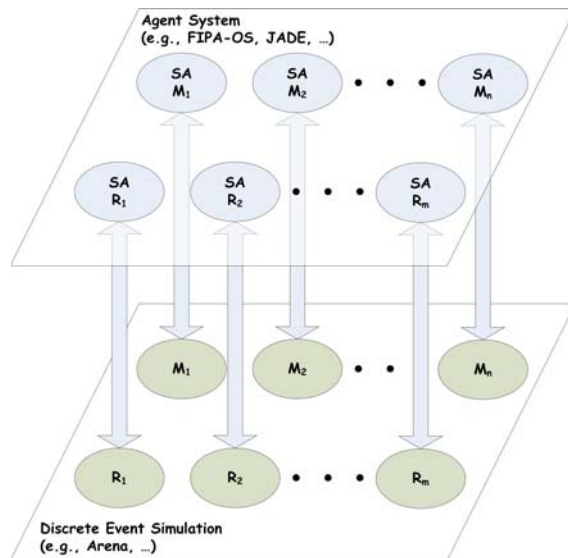 Agent System
(e.g., FIPA-OS, JADE, …)
SA
M₁
SA
M₂
• • •
SA
Mₙ
SA
R₁
SA
R₂
• • •
SA
Rₘ
M₁
M₂
• •
Mₙ
R₁
R₂
• • •
Rₘ
Discrete Event Simulation
(e.g., Arena, …)